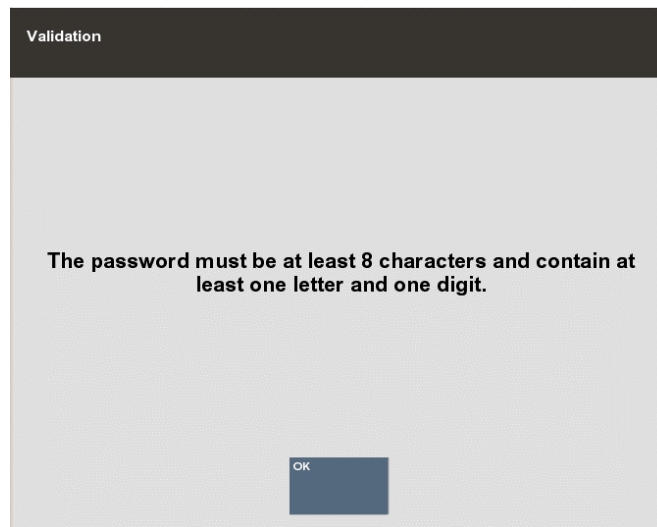 Validation
The password must be at least 8 characters and contain at
least one letter and one digit.
OK